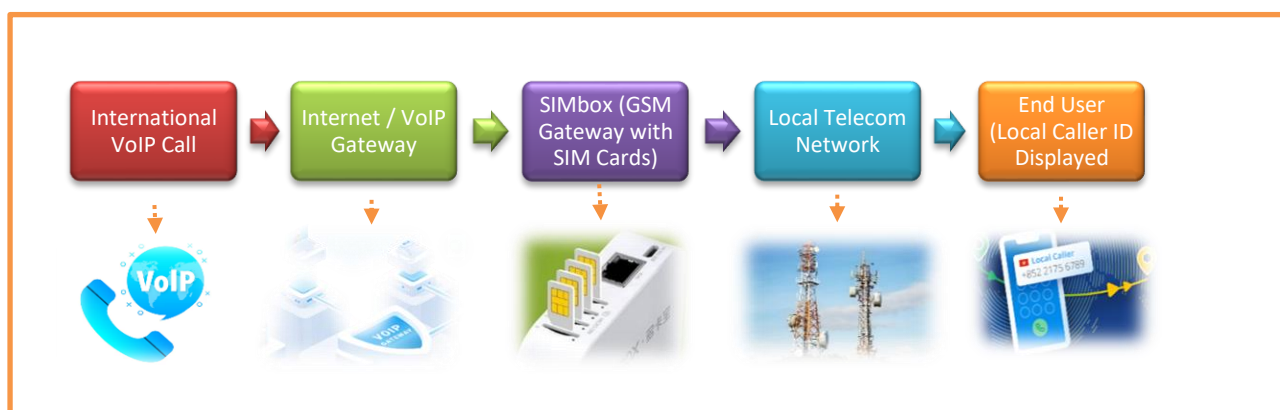 International
VoIP Call
Internet / VoIP
Gateway
SIMbox (GSM
Gateway with
SIM Cards)
Local Telecom
Network
End User
(Local Caller ID
Displayed
VoIP
VOIP
GATEWAY
Local Caller
+852 2175 6789